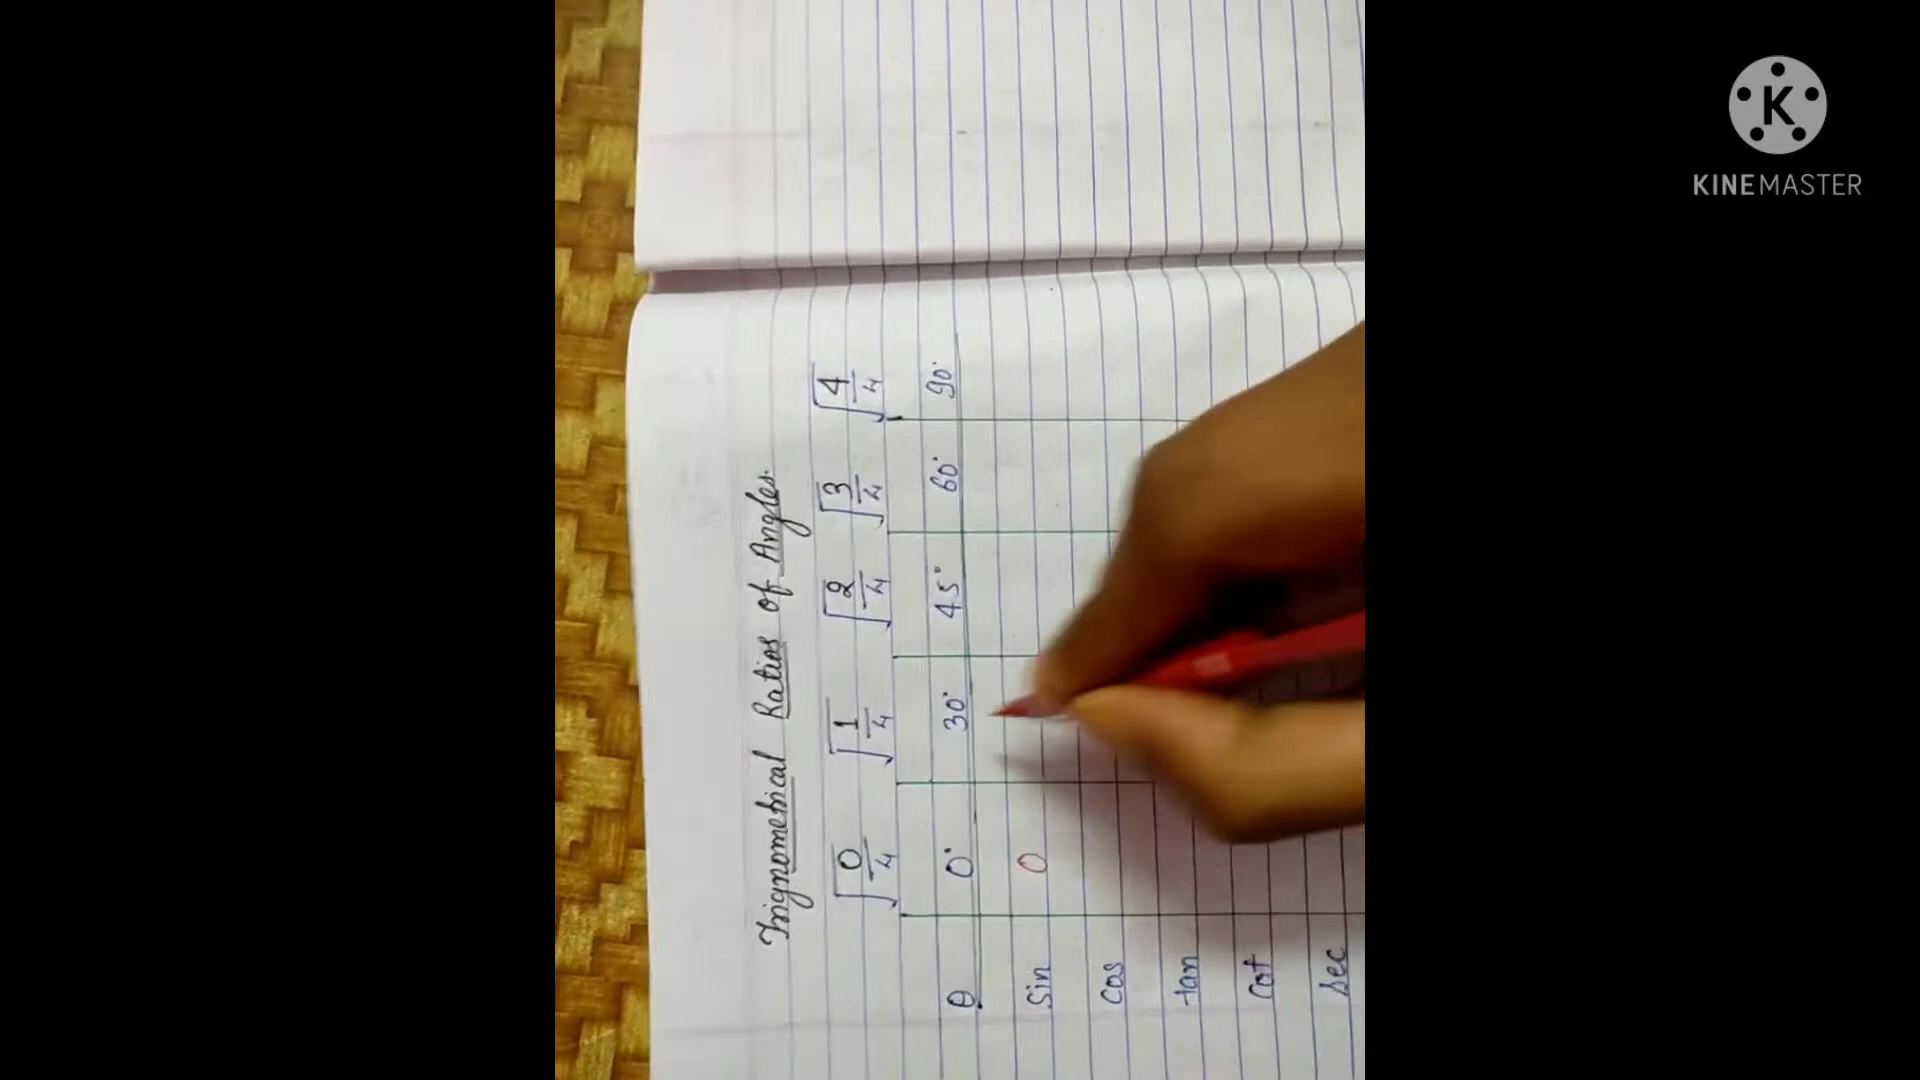 Trignometrical Ratios of Angles.
√0/4 √1/4 √2/4 √3/4 √4/4
θ 0° 30° 45° 60° 90°
Sin 0
Cos
tan
Cot
Sec
KINEMASTER